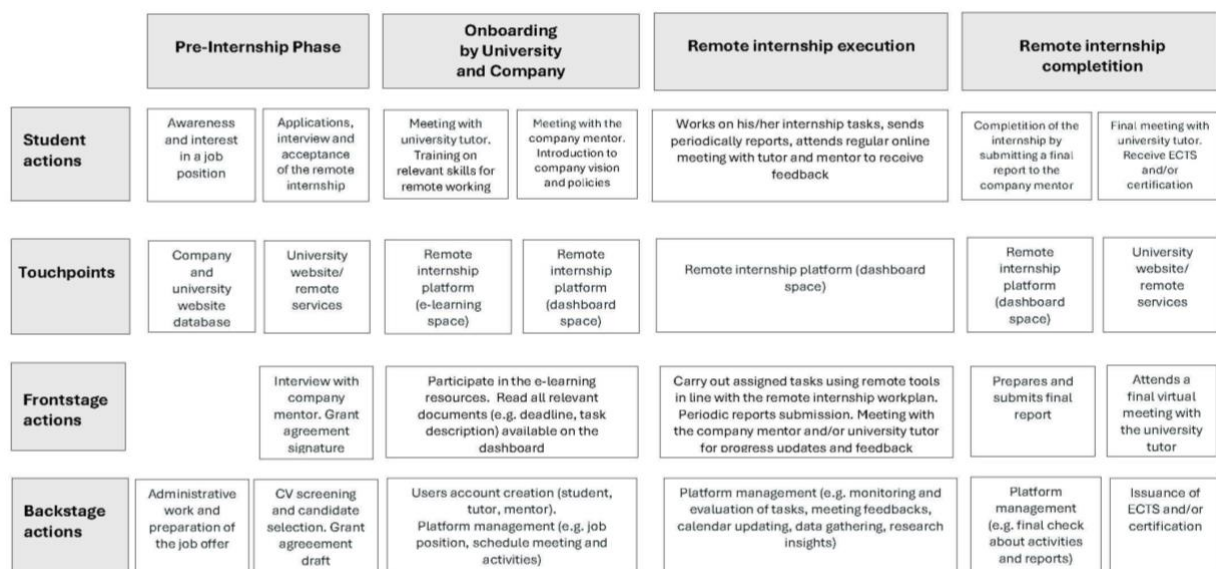 Pre-Internship Phase
Onboarding
by University
and Company
Remote internship execution
Remote internship
completition
Student
actions
Awareness
and interest
in a job
position
Applications,
interview and
acceptance
of the remote
internship
Meeting with
university tutor.
Training on
relevant skills for
remote working
Meeting with the
company mentor.
Introduction to
company vision
and policies
Works on his/her internship tasks, sends
periodically reports, attends regular online
meeting with tutor and mentor to receive
feedback
Completition of the
internship by
submitting a final
report to the
company mentor
Final meeting with
university tutor.
Receive ECTS
and/or
certification
Touchpoints
Company
and
university
website
database
University
website/
remote
services
Remote
internship
platform
(e-learning
space)
Remote
internship
platform
(dashboard
space)
Remote internship platform (dashboard
space)
Remote
internship
platform
(dashboard
space)
University
website/
remote
services
Frontstage
actions
Interview with
company
mentor. Grant
agreement
signature
Participate in the e-learning
resources. Read all relevant
documents (e.g. deadline, task
description) available on the
dashboard
Carry out assigned tasks using remote tools
in line with the remote internship workplan.
Periodic reports submission. Meeting with
the company mentor and/or university tutor
for progress updates and feedback
Prepares and
submits final
report
Attends a
final virtual
meeting with
the university
tutor
Backstage
actions
Administrative
work and
preparation of
the job offer
CV screening
and candidate
selection. Grant
agreeement
draft
Users account creation (student,
tutor, mentor).
Platform management (e.g. job
position, schedule meeting and
activities)
Platform management (e.g. monitoring and
evaluation of tasks, meeting feedbacks,
calendar updating, data gathering, research
insights)
Platform
management
(e.g. final check
about activities
and reports)
Issuance of
ECTS and/or
certification